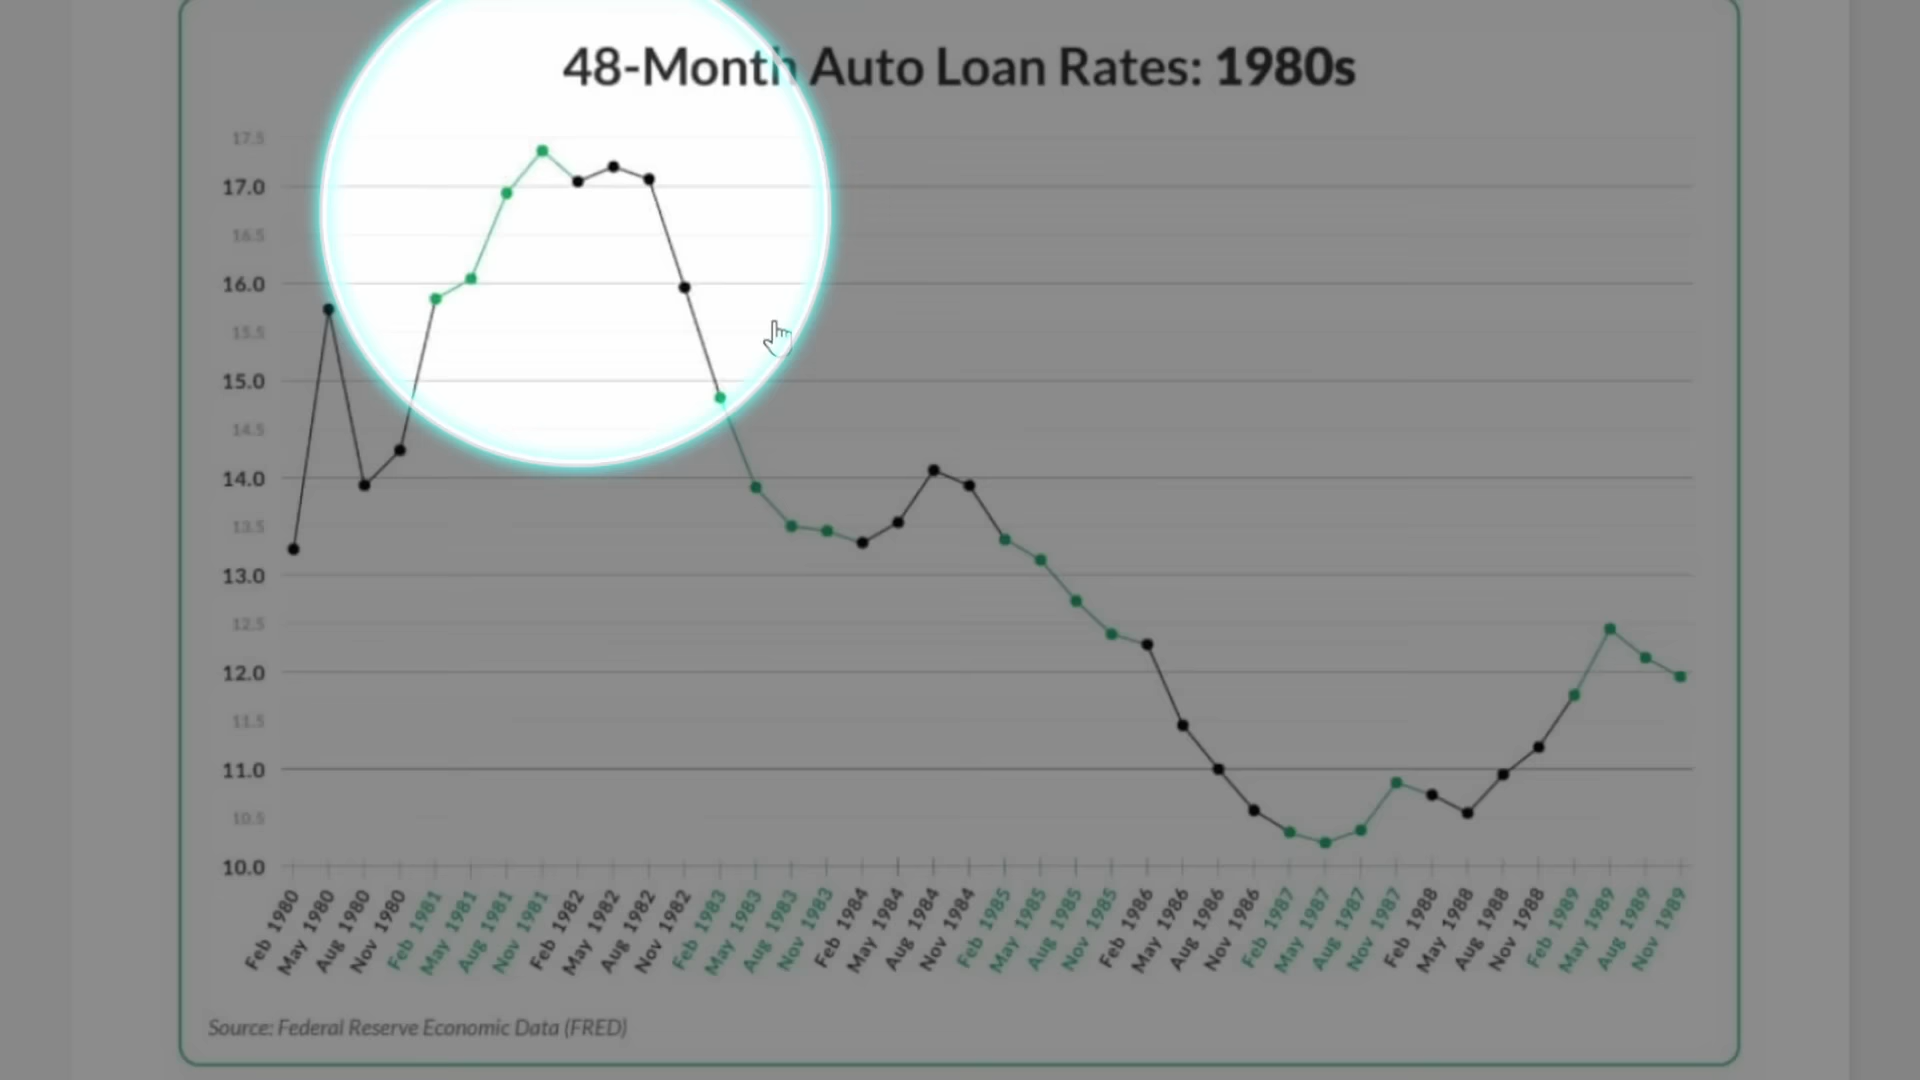 48-Month Auto Loan Rates: 1980s
17.5
17.0
16.5
16.0
15.5
15.0
14.5
14.0
13.5
13.0
12.5
12.0
11.5
11.0
10.5
10.0
Feb 1980
May 1980
Aug 1980
Nov 1980
Feb 1981
May 1981
Aug 1981
Nov 1981
Feb 1982
May 1982
Aug 1982
Nov 1982
Feb 1983
May 1983
Aug 1983
Nov 1983
Feb 1984
May 1984
Aug 1984
Nov 1984
Feb 1985
May 1985
Aug 1985
Nov 1985
Feb 1986
May 1986
Aug 1986
Nov 1986
Feb 1987
May 1987
Aug 1987
Nov 1987
Feb 1988
May 1988
Aug 1988
Nov 1988
Feb 1989
May 1989
Aug 1989
Nov 1989
Source: Federal Reserve Economic Data (FRED)